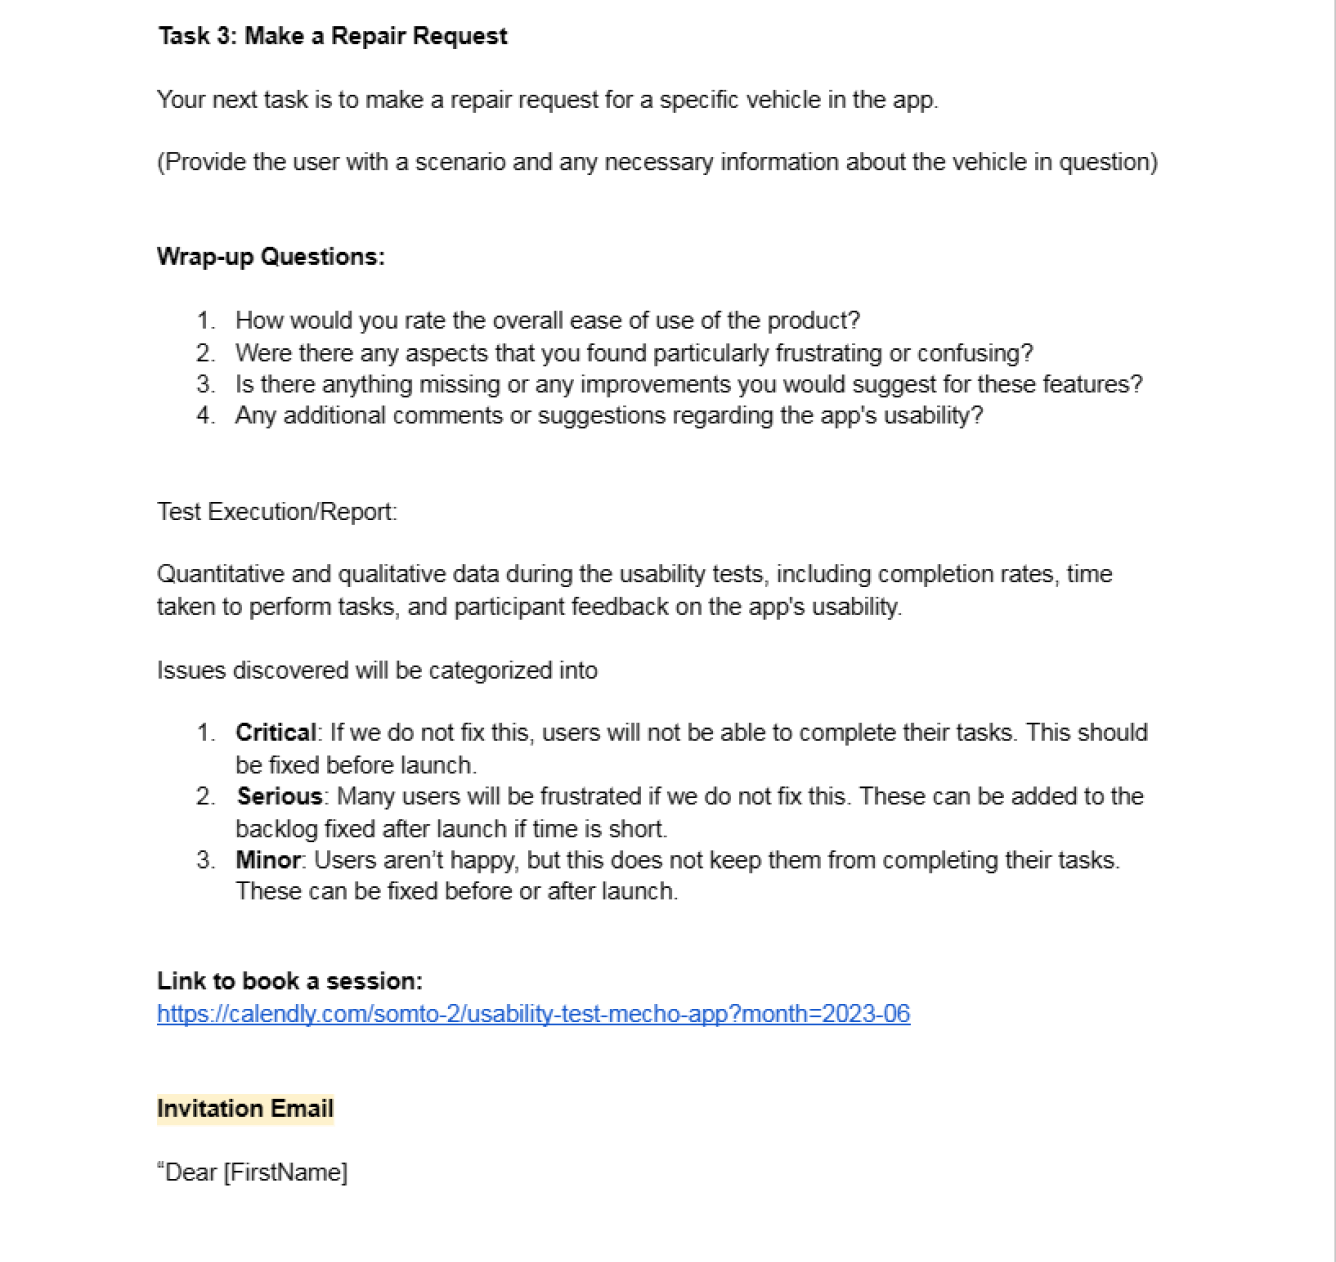 Task 3: Make a Repair Request
Your next task is to make a repair request for a specific vehicle in the app.
(Provide the user with a scenario and any necessary information about the vehicle in question)
Wrap-up Questions:
1. How would you rate the overall ease of use of the product?
2. Were there any aspects that you found particularly frustrating or confusing?
3. Is there anything missing or any improvements you would suggest for these features?
4. Any additional comments or suggestions regarding the app's usability?
Test Execution/Report:
Quantitative and qualitative data during the usability tests, including completion rates, time
taken to perform tasks, and participant feedback on the app's usability.
Issues discovered will be categorized into
1. Critical: If we do not fix this, users will not be able to complete their tasks. This should
be fixed before launch.
2. Serious: Many users will be frustrated if we do not fix this. These can be added to the
backlog fixed after launch if time is short.
3. Minor: Users aren't happy, but this does not keep them from completing their tasks.
These can be fixed before or after launch.
Link to book a session:
https://calendly.com/somto-2/usability-test-mecho-app?month=2023-06
Invitation Email
“Dear [FirstName]